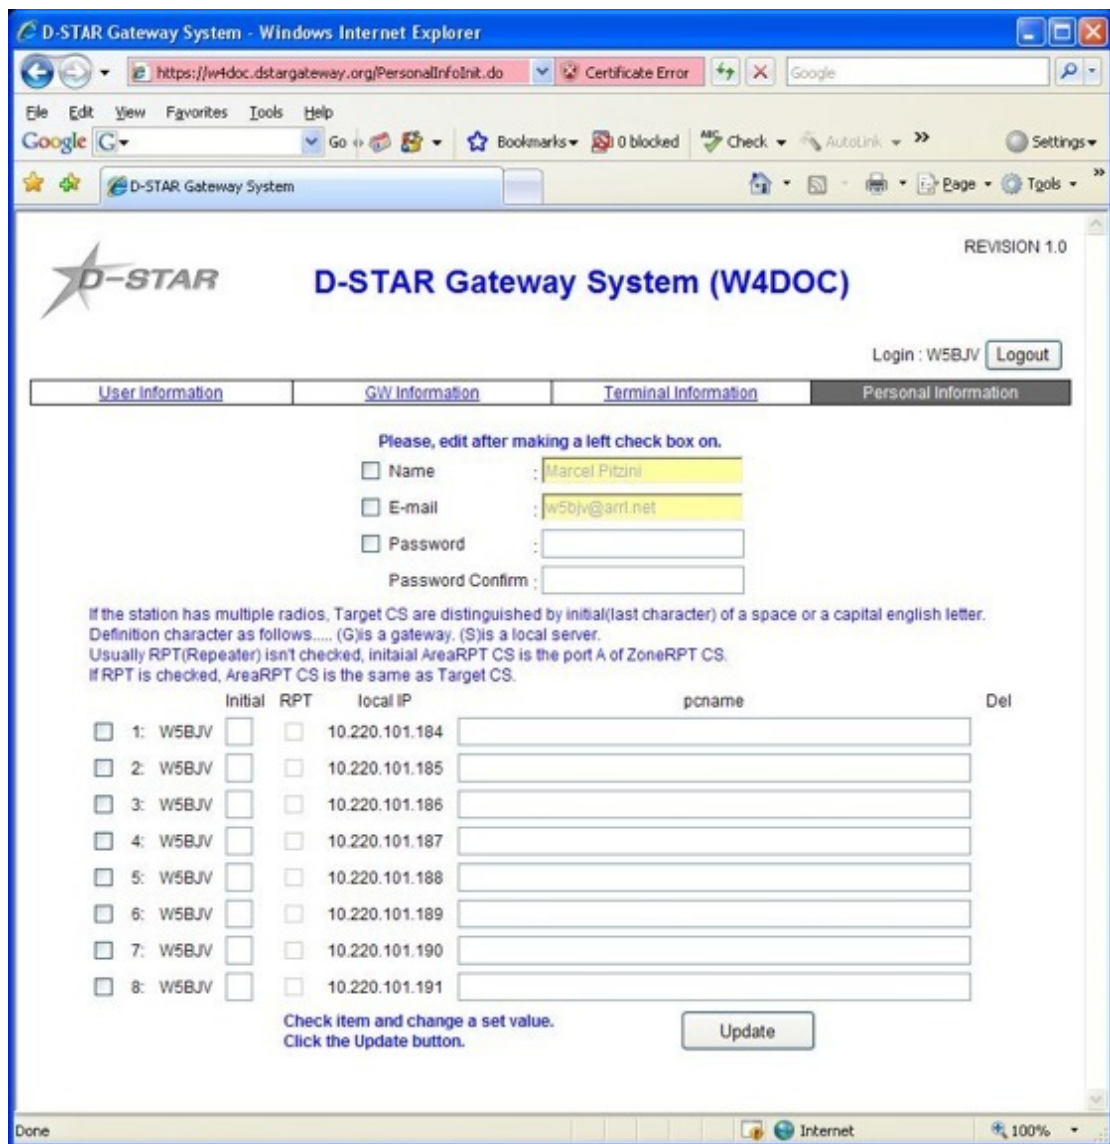 D-STAR Gateway System - Windows Internet Explorer
https://w4doc.dstargateway.org/PersonalInfoInit.do Certificate Error Google
File Edit View Favorites Tools Help
Google G Go Bookmarks 0 blocked ABC Check AutoLink » Settings
D-STAR Gateway System Page Tools »
REVISION 1.0
D-STAR
D-STAR Gateway System (W4DOC)
Login : W5BJV Logout
User Information GW Information Terminal Information Personal Information
Please, edit after making a left check box on.
Name : Marcel Pitzini
E-mail : w5bjv@arrl.net
Password :
Password Confirm :
If the station has multiple radios, Target CS are distinguished by initial(last character) of a space or a capital english letter.
Definition character as follows..... (G)is a gateway. (S)is a local server.
Usually RPT(Repeater) isn't checked, initaial AreaRPT CS is the port A of ZoneRPT CS.
If RPT is checked, AreaRPT CS is the same as Target CS.
Initial RPT local IP pcname Del
1: W5BJV 10.220.101.184
2: W5BJV 10.220.101.185
3: W5BJV 10.220.101.186
4: W5BJV 10.220.101.187
5: W5BJV 10.220.101.188
6: W5BJV 10.220.101.189
7: W5BJV 10.220.101.190
8: W5BJV 10.220.101.191
Check item and change a set value.
Click the Update button.
Update
Done Internet 100%